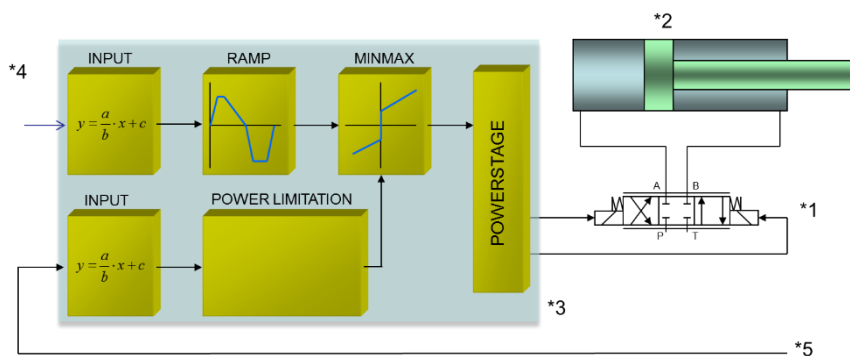 *2
INPUT
RAMP
MINMAX
*4
y = a/b · x + c
POWERSTAGE
A
B
*1
INPUT
POWER LIMITATION
P
T
y = a/b · x + c
*3
*5